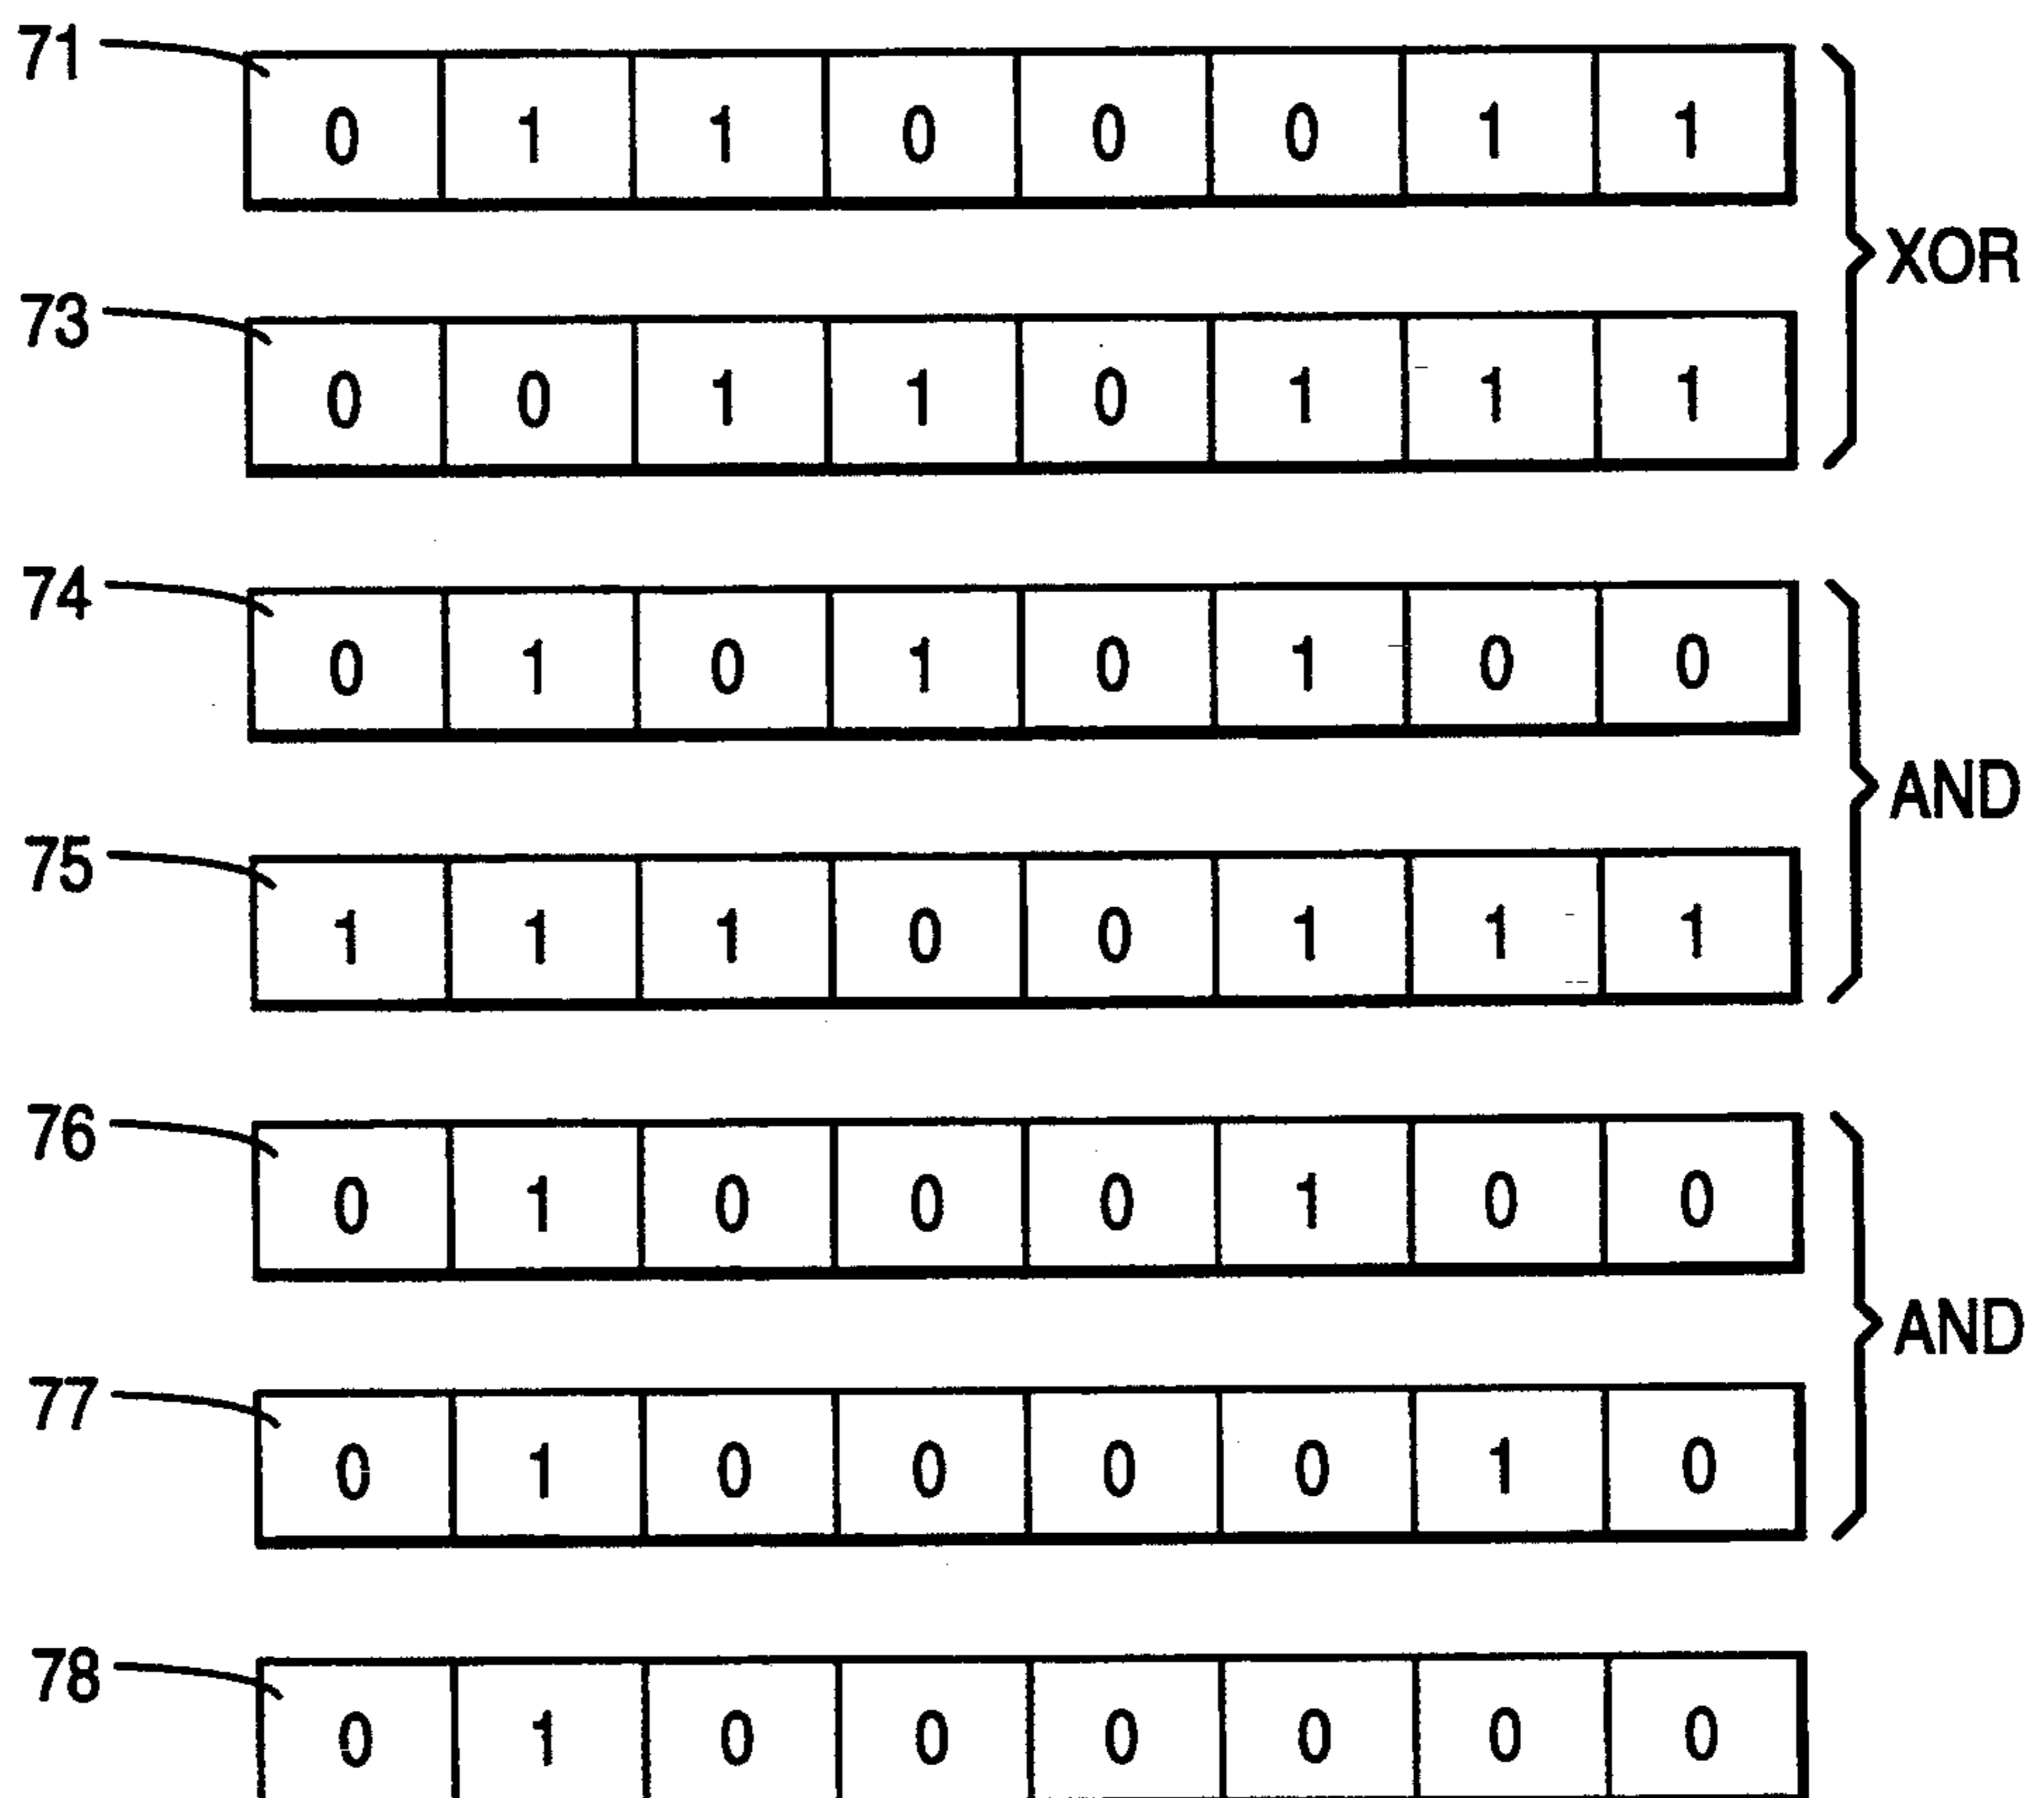 71 0 1 1 0 0 0 1 1
XOR
73 0 0 1 1 0 1 1 1
74 0 1 0 1 0 1 0 0
AND
75 1 1 1 0 0 1 1 1
76 0 1 0 0 0 1 0 0
AND
77 0 1 0 0 0 0 1 0
78 0 1 0 0 0 0 0 0